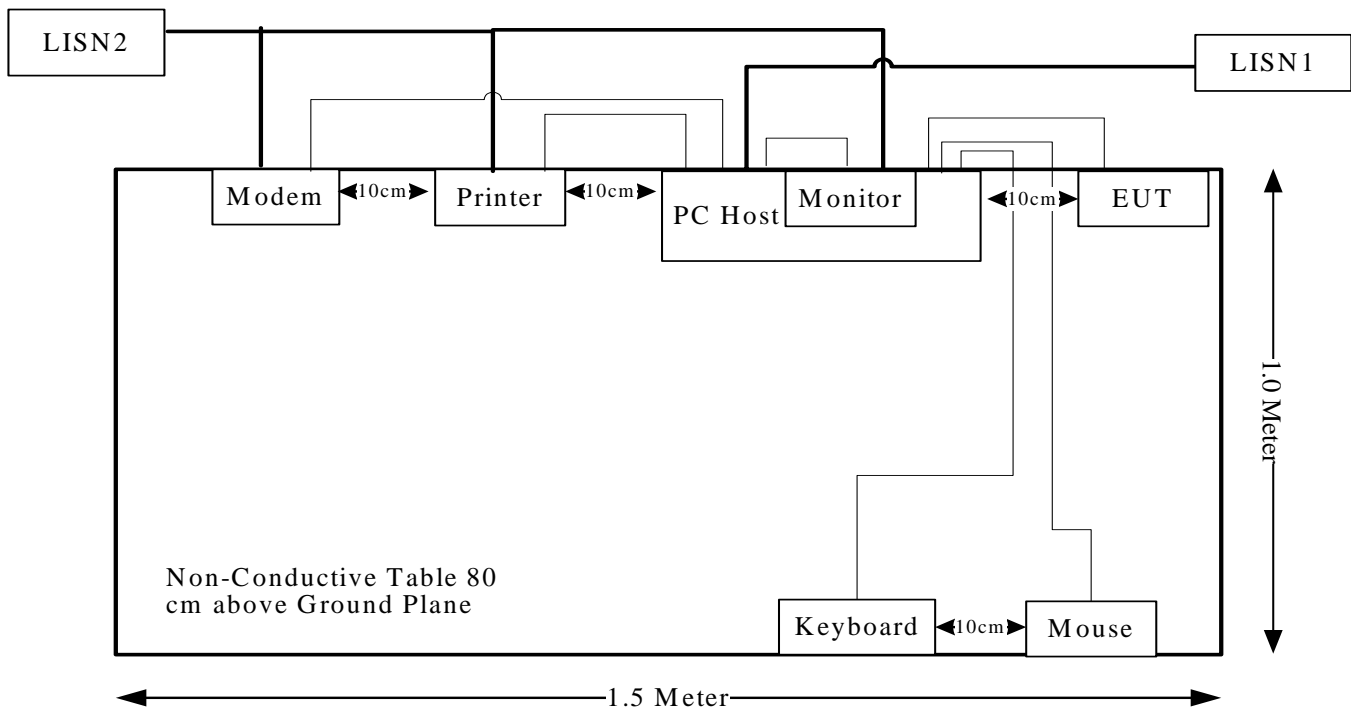 LISN2
LISN1
Modem
10cm
Printer
10cm
PC Host
Monitor
10cm
EUT
1.0 Meter
Non-Conductive Table 80
cm above Ground Plane
Keyboard
10cm
Mouse
1.5 Meter